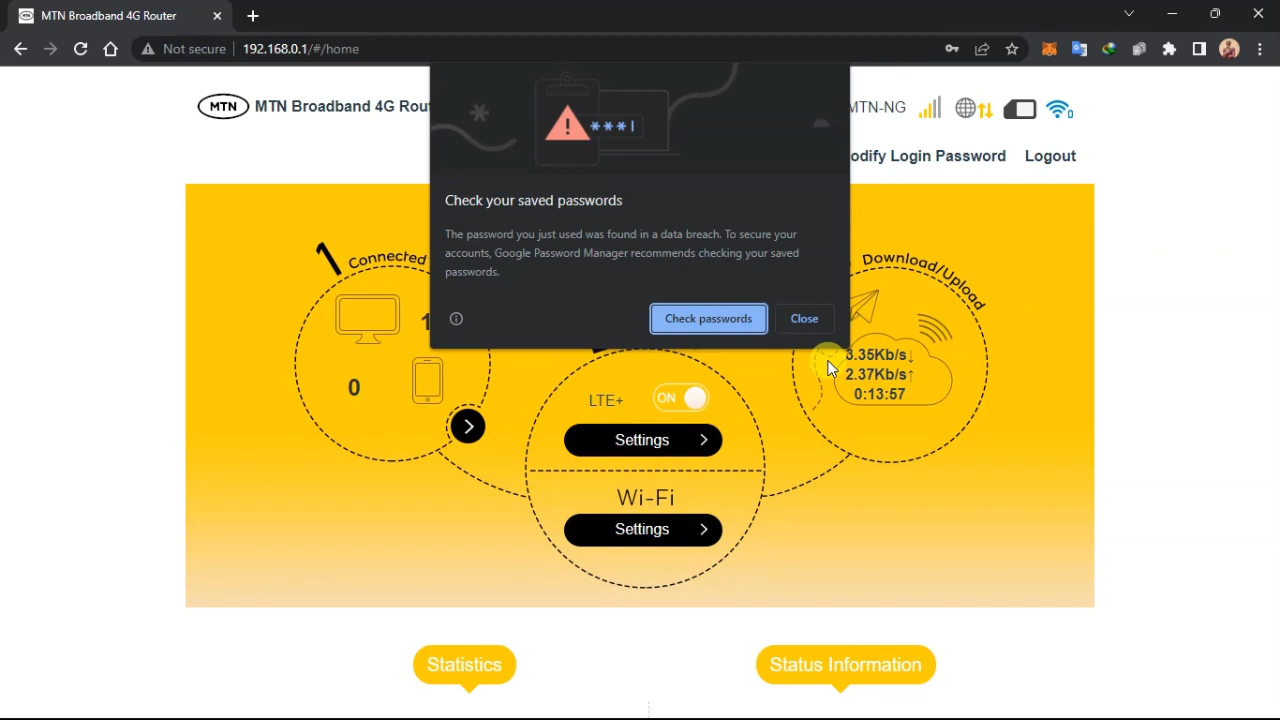 MTN Broadband 4G Router
Not secure
192.168.0.1/#/home
MTN
MTN Broadband 4G Rou
MTN-NG
0
odify Login Password
Logout
***
Check your saved passwords
The password you just used was found in a data breach. To secure your
accounts, Google Password Manager recommends checking your saved
passwords.
Check passwords
Close
1 Connected
1
0
Download/Upload
3.35Kb/s↓
2.37Kb/s↑
0:13:57
LTE+
ON
Settings
Wi-Fi
Settings
Statistics
Status Information